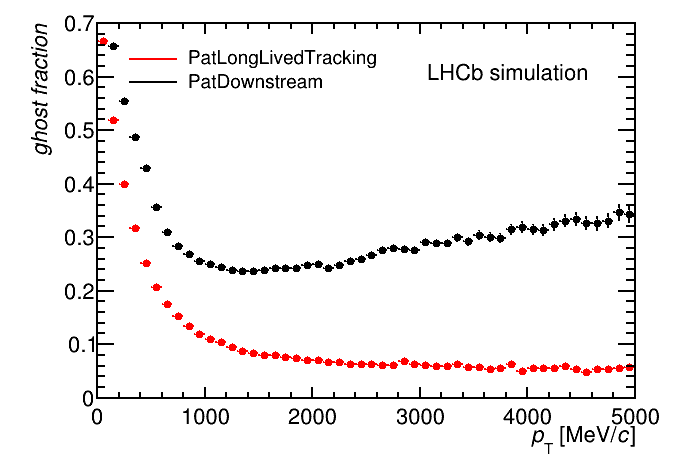 ghost fraction
0.7
0.6
0.5
0.4
0.3
0.2
0.1
0
PatLongLivedTracking
PatDownstream
LHCb simulation
0 1000 2000 3000 4000 5000
p_T [MeV/c]